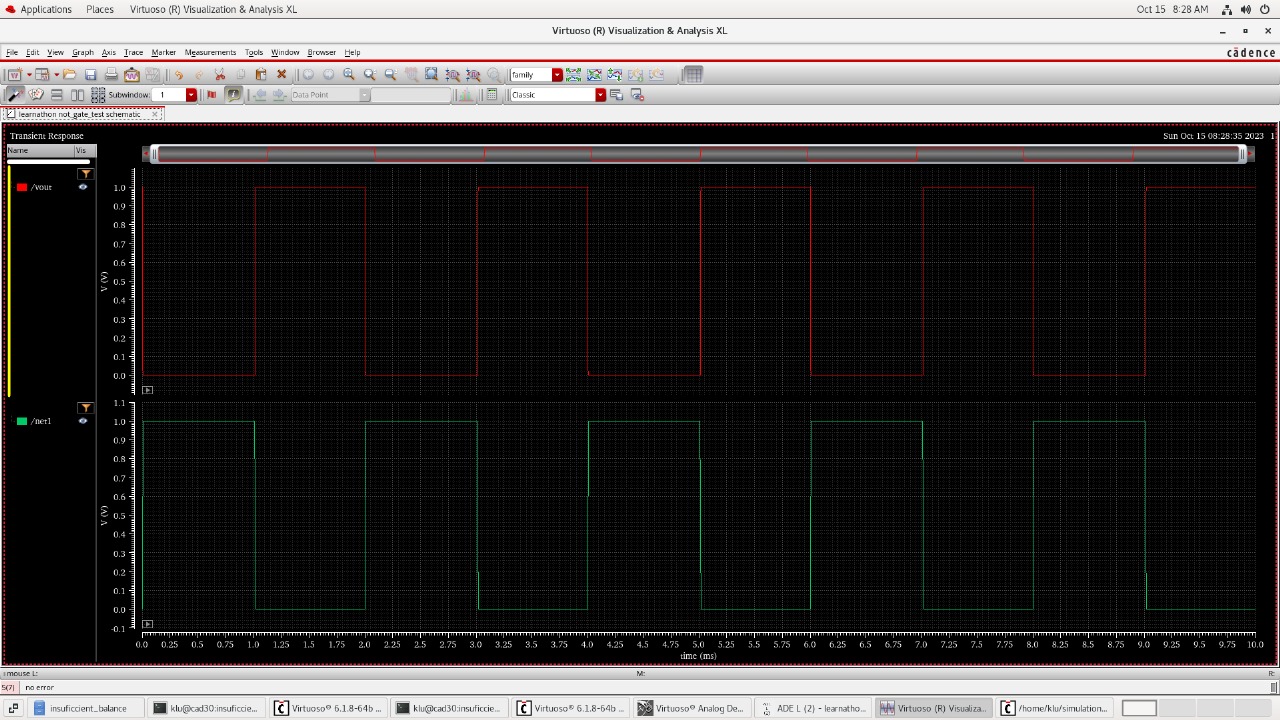 Applications Places Virtuoso (R) Visualization & Analysis XL Oct 15 8:28 AM
Virtuoso (R) Visualization & Analysis XL
File Edit View Graph Axis Trace Marker Measurements Tools Window Browser Help cādence
family
Subwindow: 1 Data Point Classic
learnathon not_gate_test schematic
Transient Response Sun Oct 15 08:28:35 2023 1
Name Vis
/vout
1.0
0.9
0.8
0.7
0.6
0.5
0.4
0.3
0.2
0.1
0.0
V (V)
/net1
1.1
1.0
0.9
0.8
0.7
0.6
0.5
0.4
0.3
0.2
0.1
0.0
-0.1
V (V)
0.0 0.25 0.5 0.75 1.0 1.25 1.5 1.75 2.0 2.25 2.5 2.75 3.0 3.25 3.5 3.75 4.0 4.25 4.5 4.75 5.0 5.25 5.5 5.75 6.0 6.25 6.5 6.75 7.0 7.25 7.5 7.75 8.0 8.25 8.5 8.75 9.0 9.25 9.5 9.75 10.0
time (ms)
mouse L: M: R:
5(7) no error
insuficcient_balance klu@cad30:insuficcie... Virtuoso® 6.1.8-64b ... klu@cad30:insuficcie... Virtuoso® 6.1.8-64b ... Virtuoso® Analog De... ADE L (2) - learnatho... Virtuoso (R) Visualiza... /home/klu/simulation...